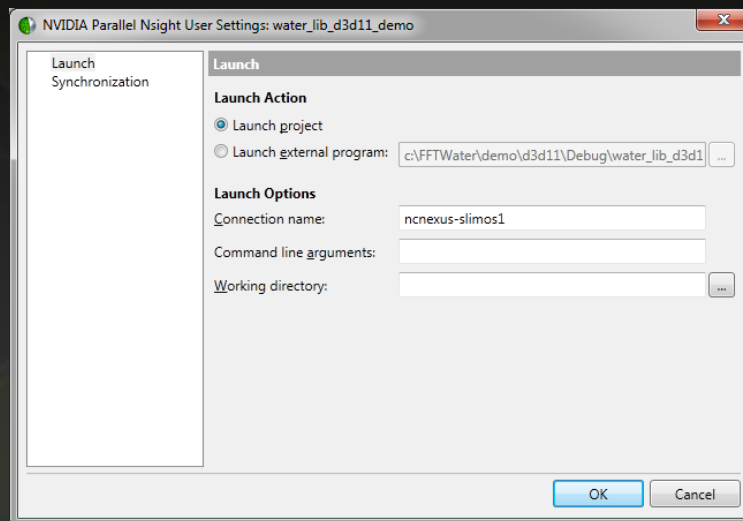 NVIDIA Parallel Nsight User Settings: water_lib_d3d11_demo
Launch
Synchronization
Launch
Launch Action
Launch project
Launch external program: c:\FFTWater\demo\d3d11\Debug\water_lib_d3d1 ...
Launch Options
Connection name: ncnexus-slimos1
Command line arguments:
Working directory: ...
OK Cancel